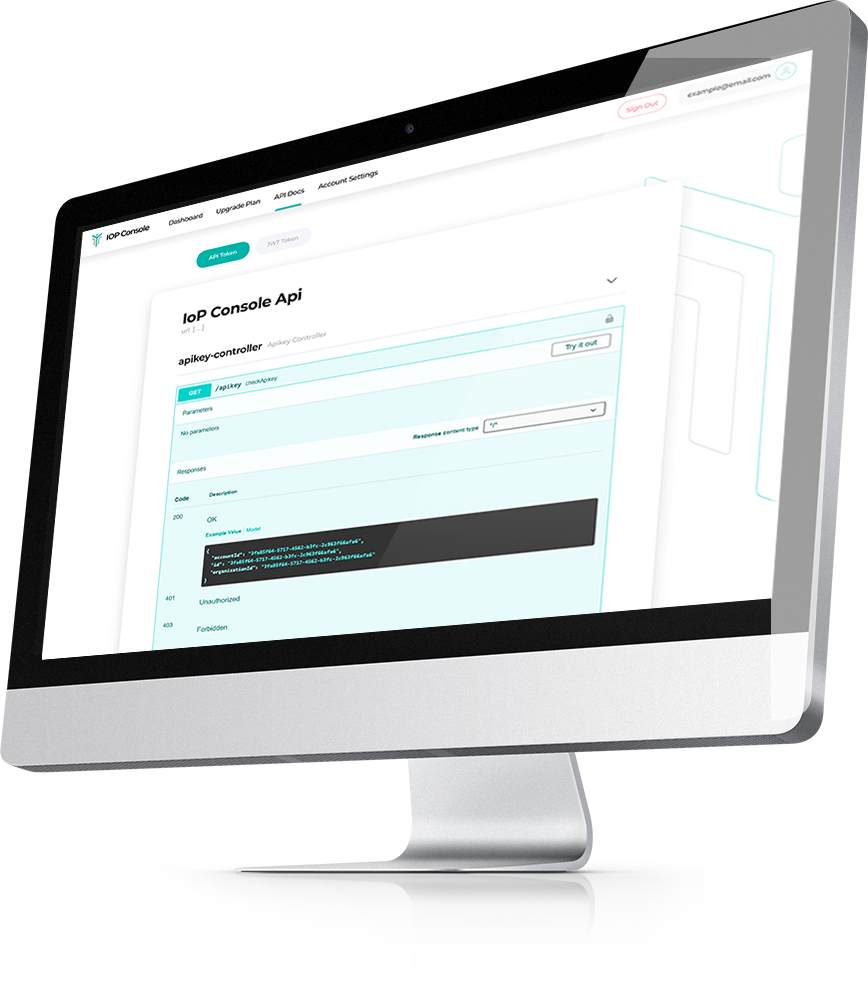 IOP Console Dashboard Upgrade Plan API Docs Account Settings Sign Out example@email.com
API Token JWT Token
IoP Console Api
url [ ... ]
apikey-controller Apikey Controller
GET /apikey checkApikey Try it out
Parameters
No parameters
Response content type */*
Responses
Code Description
200 OK
Example Value | Model
{
"accountId": "3fa85f64-5717-4562-b3fc-2c963f66afa6",
"id": "3fa85f64-5717-4562-b3fc-2c963f66afa6",
"organizationId": "3fa85f64-5717-4562-b3fc-2c963f66afa6"
}
401 Unauthorized
403 Forbidden